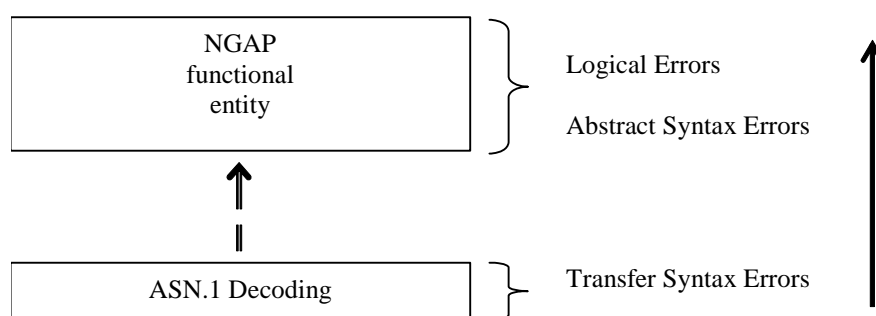 NGAP
functional
entity
Logical Errors
Abstract Syntax Errors
ASN.1 Decoding
Transfer Syntax Errors